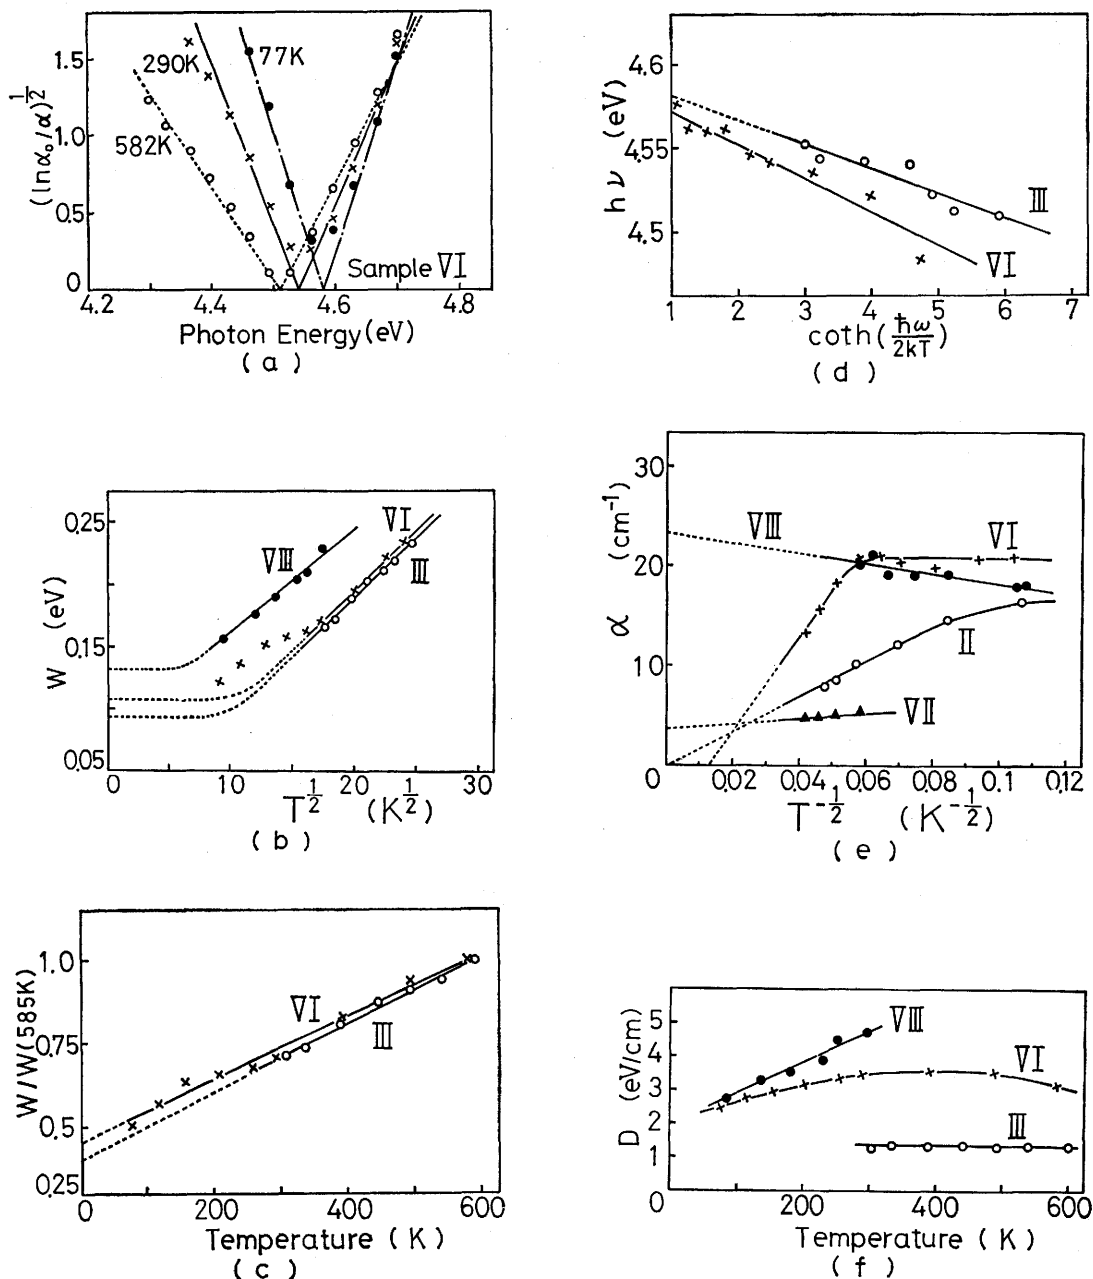 (lnα₀/α)^1/2
1.5
1.0
0.5
0
290K
77K
582K
Sample VI
4.2 4.4 4.6 4.8
Photon Energy (eV)
( a )
hν (eV)
4.6
4.55
4.5
III
VI
1 2 3 4 5 6 7
coth(ħω/2kT)
( d )
W (eV)
0.25
0.15
0.05
VIII
VI
III
0 10 20 30
T^1/2 (K^1/2)
( b )
α (cm⁻¹)
30
20
10
0
VIII
VI
II
VII
0.02 0.04 0.06 0.08 0.1 0.12
T^-1/2 (K^-1/2)
( e )
W/W(585K)
1.0
0.75
0.5
0.25
VI
III
0 200 400 600
Temperature ( K )
( c )
D (eV/cm)
5
4
3
2
1
0
VIII
VI
III
0 200 400 600
Temperature ( K )
( f )